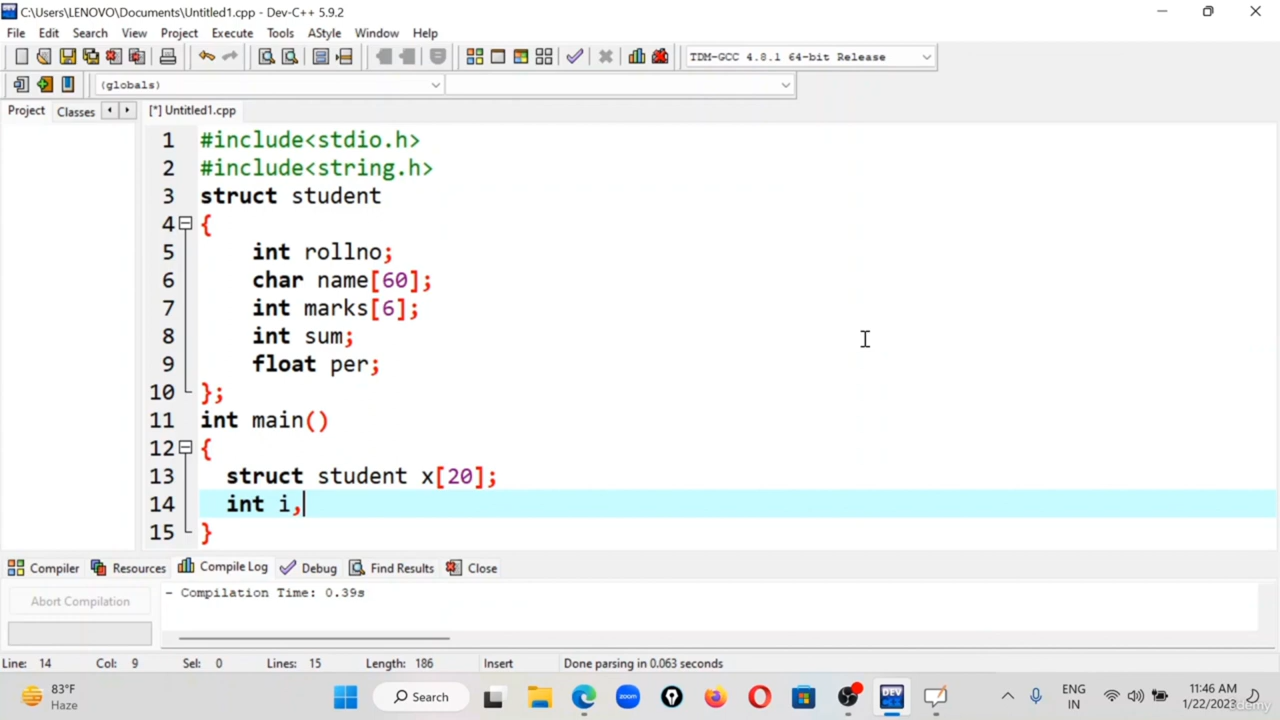 C:\Users\LENOVO\Documents\Untitled1.cpp - Dev-C++ 5.9.2
File Edit Search View Project Execute Tools AStyle Window Help
TDM-GCC 4.8.1 64-bit Release
(globals)
Project Classes [*] Untitled1.cpp
1 #include<stdio.h>
2 #include<string.h>
3 struct student
4 {
5 int rollno;
6 char name[60];
7 int marks[6];
8 int sum;
9 float per;
10 };
11 int main()
12 {
13 struct student x[20];
14 int i,
15 }
Compiler Resources Compile Log Debug Find Results Close
Abort Compilation
- Compilation Time: 0.39s
Line: 14 Col: 9 Sel: 0 Lines: 15 Length: 186 Insert Done parsing in 0.063 seconds
83°F
Haze
Search
zoom
DEV
ENG
IN
11:46 AM
1/22/2023